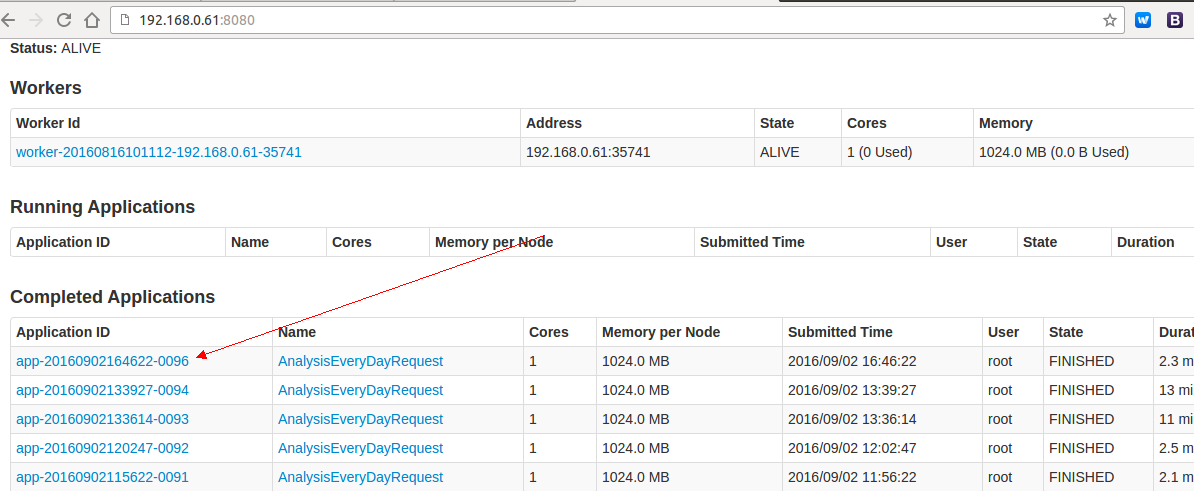 192.168.0.61:8080
Status: ALIVE
Workers
Worker Id Address State Cores Memory
worker-20160816101112-192.168.0.61-35741 192.168.0.61:35741 ALIVE 1 (0 Used) 1024.0 MB (0.0 B Used)
Running Applications
Application ID Name Cores Memory per Node Submitted Time User State Duration
Completed Applications
Application ID Name Cores Memory per Node Submitted Time User State Durat
app-20160902164622-0096 AnalysisEveryDayRequest 1 1024.0 MB 2016/09/02 16:46:22 root FINISHED 2.3 m
app-20160902133927-0094 AnalysisEveryDayRequest 1 1024.0 MB 2016/09/02 13:39:27 root FINISHED 13 mi
app-20160902133614-0093 AnalysisEveryDayRequest 1 1024.0 MB 2016/09/02 13:36:14 root FINISHED 11 mi
app-20160902120247-0092 AnalysisEveryDayRequest 1 1024.0 MB 2016/09/02 12:02:47 root FINISHED 2.5 m
app-20160902115622-0091 AnalysisEveryDayRequest 1 1024.0 MB 2016/09/02 11:56:22 root FINISHED 2.1 m